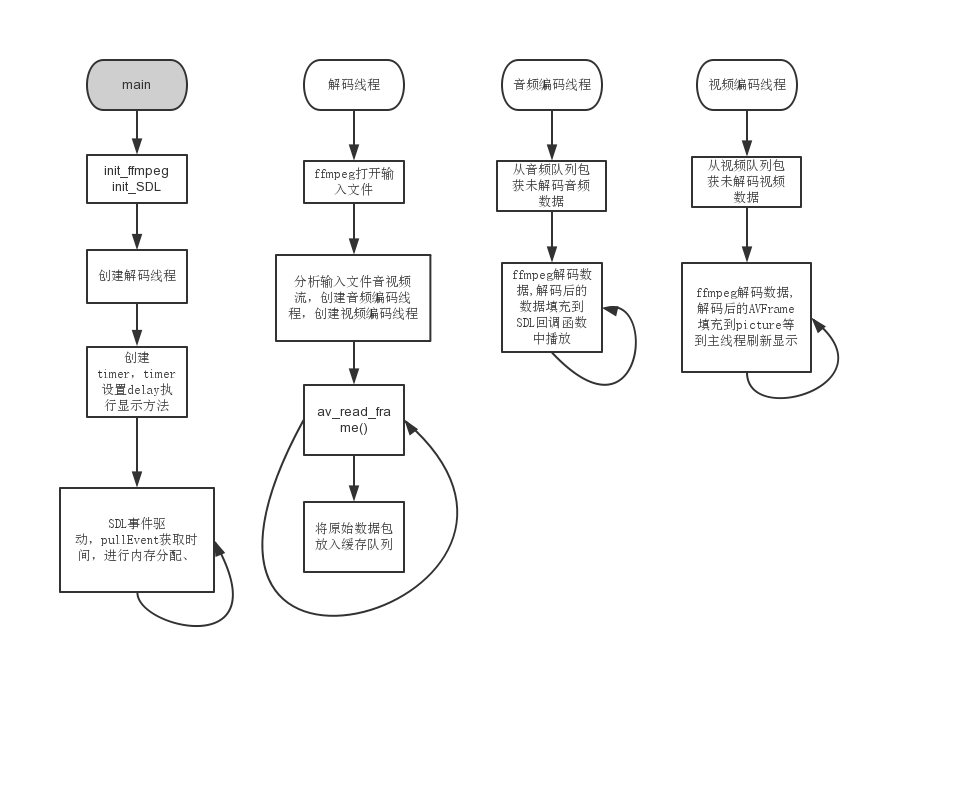 main
init_ffmpeg
init_SDL
创建解码线程
创建
timer，timer
设置delay执
行显示方法
SDL事件驱
动，pullEvent获取时
间，进行内存分配、
解码线程
ffmpeg打开输
入文件
分析输入文件音视频
流，创建音频编码线
程，创建视频编码线程
av_read_fra
me()
将原始数据包
放入缓存队列
音频编码线程
从音频队列包
获未解码音频
数据
ffmpeg解码数
据,解码后的
数据填充到
SDL回调函数
中播放
视频编码线程
从视频队列包
获未解码视频
数据
ffmpeg解码数据,
解码后的AVFrame
填充到picture等
到主线程刷新显示